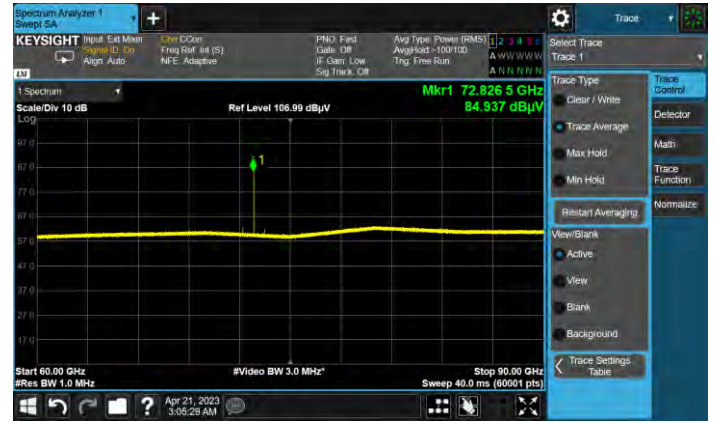 Spectrum Analyzer 1
Swept SA
Trace
KEYSIGHT
Input: Ext Mixer
Signal ID: On
Align: Auto
Corr CCorr
Freq Ref: Int (S)
NFE: Adaptive
PNO: Fast
Gate: Off
IF Gain: Low
Sig Track: Off
Avg Type: Power (RMS)
Avg|Hold:>100/100
Trig: Free Run
1 2 3 4 5 6
A W W W W W
A N N N N N
LXI
Select Trace
Trace 1
1 Spectrum
Mkr1 72.826 5 GHz
Scale/Div 10 dB
Ref Level 106.99 dBµV
84.937 dBµV
Log
97.0
87.0
77.0
67.0
57.0
47.0
37.0
27.0
17.0
1
Start 60.00 GHz
#Video BW 3.0 MHz*
Stop 90.00 GHz
#Res BW 1.0 MHz
Sweep 40.0 ms (60001 pts)
Trace Type
Clear / Write
Trace Average
Max Hold
Min Hold
Restart Averaging
View/Blank
Active
View
Blank
Background
Trace Settings
Table
Trace
Control
Detector
Math
Trace
Function
Normalize
?
Apr 21, 2023
3:05:29 AM